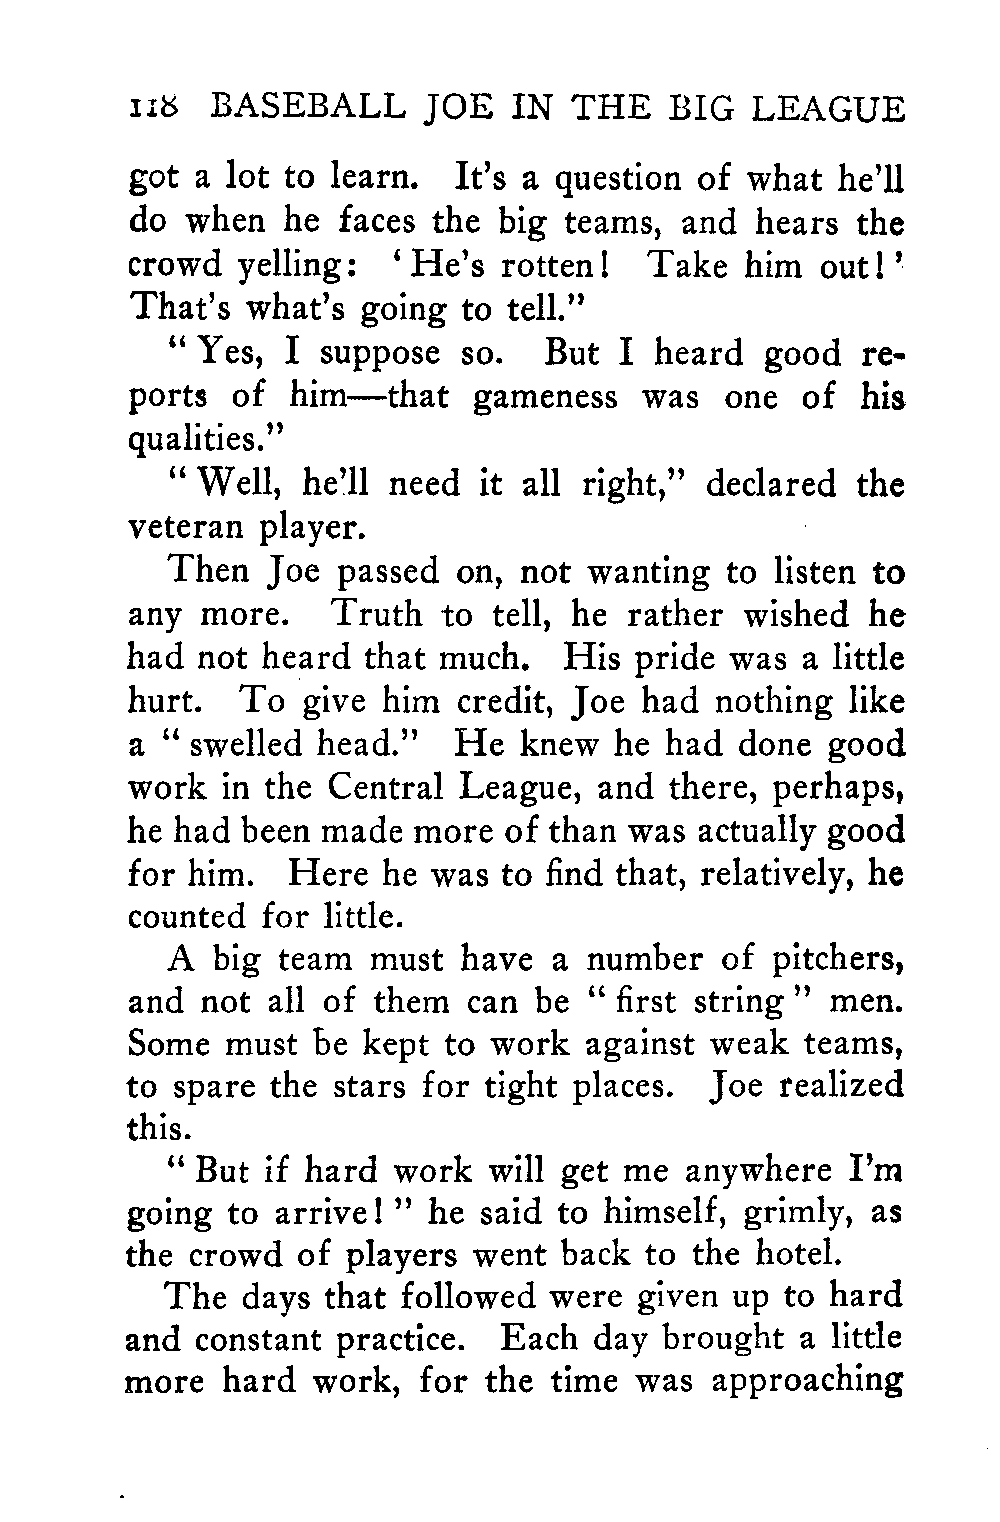 118 BASEBALL JOE IN THE BIG LEAGUE
got a lot to learn. It's a question of what he'll
do when he faces the big teams, and hears the
crowd yelling: ‘He's rotten! Take him out!’
That's what's going to tell.”
“Yes, I suppose so. But I heard good re-
ports of him—that gameness was one of his
qualities.”
“Well, he'll need it all right,” declared the
veteran player.
Then Joe passed on, not wanting to listen to
any more. Truth to tell, he rather wished he
had not heard that much. His pride was a little
hurt. To give him credit, Joe had nothing like
a “swelled head.” He knew he had done good
work in the Central League, and there, perhaps,
he had been made more of than was actually good
for him. Here he was to find that, relatively, he
counted for little.
A big team must have a number of pitchers,
and not all of them can be “first string” men.
Some must be kept to work against weak teams,
to spare the stars for tight places. Joe realized
this.
“But if hard work will get me anywhere I'm
going to arrive!” he said to himself, grimly, as
the crowd of players went back to the hotel.
The days that followed were given up to hard
and constant practice. Each day brought a little
more hard work, for the time was approaching